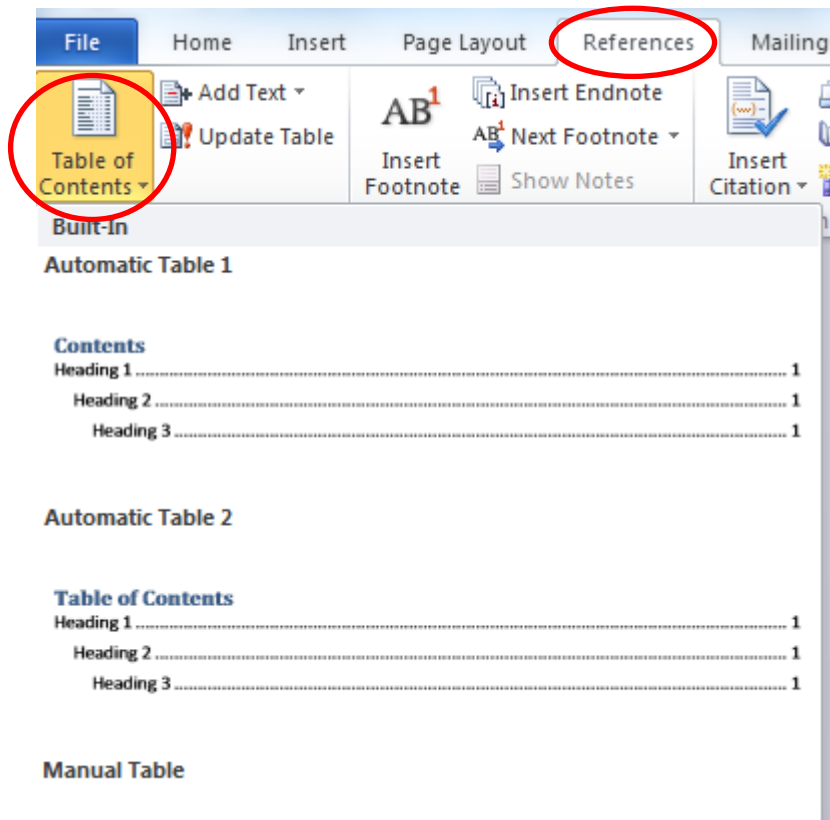 File Home Insert Page Layout References Mailing
Add Text
Update Table
Table of
Contents
AB1
Insert
Footnote
Insert Endnote
AB1 Next Footnote
Show Notes
Insert
Citation
Built-In
Automatic Table 1
Contents
Heading 1 ........ 1
Heading 2 ........ 1
Heading 3 ........ 1
Automatic Table 2
Table of Contents
Heading 1 ........ 1
Heading 2 ........ 1
Heading 3 ........ 1
Manual Table